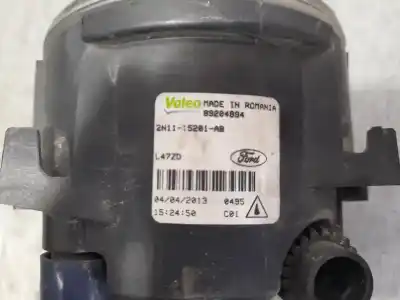 Valeo MADE IN ROMANIA
89204894
2N11-15201-AB
L47ZD
Ford
04/04/2013 0495
15:24:50 C01